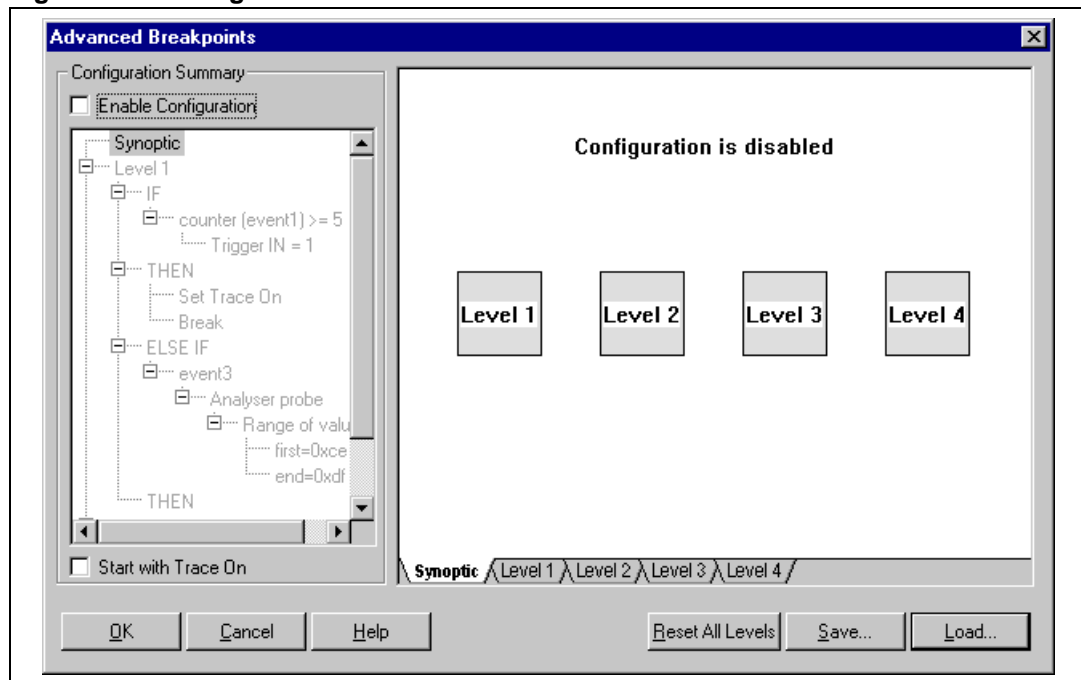 Advanced Breakpoints
Configuration Summary
Enable Configuration
Synoptic
Level 1
IF
counter (event1) >= 5
Trigger IN = 1
THEN
Set Trace On
Break
ELSE IF
event3
Analyser probe
Range of valu
first=0xce
end=0xdf
THEN
Start with Trace On
Configuration is disabled
Level 1 Level 2 Level 3 Level 4
Synoptic Level 1 Level 2 Level 3 Level 4
OK Cancel Help Reset All Levels Save... Load...